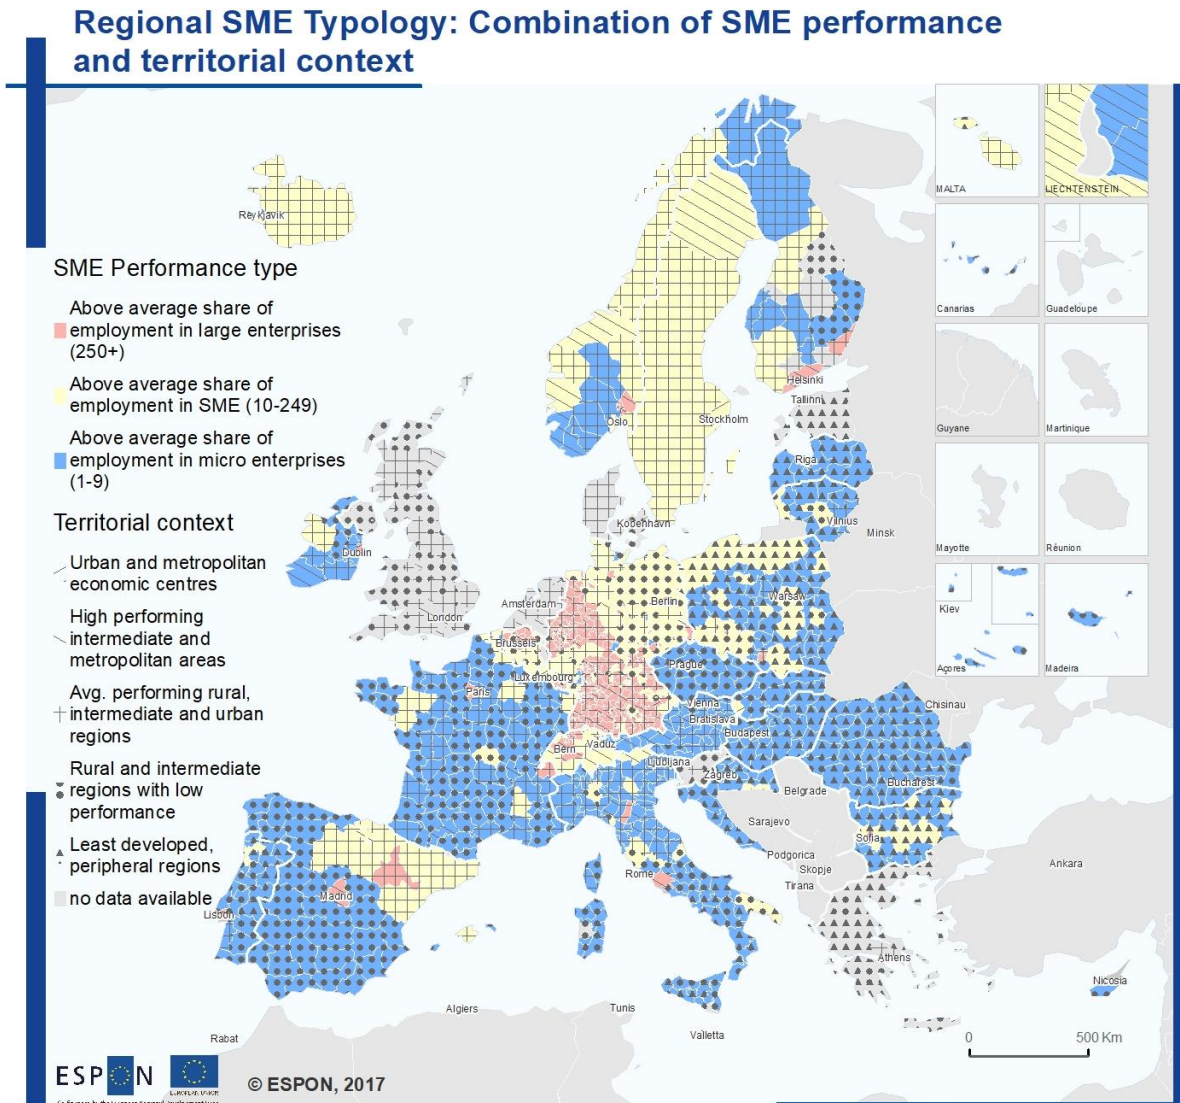 Regional SME Typology: Combination of SME performance
and territorial context
SME Performance type
Above average share of
employment in large enterprises
(250+)
Above average share of
employment in SME (10-249)
Above average share of
employment in micro enterprises
(1-9)
Territorial context
Urban and metropolitan
economic centres
High performing
intermediate and
metropolitan areas
Avg. performing rural,
intermediate and urban
regions
Rural and intermediate
regions with low
performance
Least developed,
peripheral regions
no data available
Reykjavik
Oslo
Stockholm
Helsinki
Tallinn
Riga
Vilnius
Minsk
København
Dublin
London
Amsterdam
Brussels
Luxembourg
Paris
Berlin
Warsaw
Prague
Vienna
Bratislava
Budapest
Bern
Vaduz
Ljubljana
Zagreb
Belgrade
Bucharest
Chisinau
Sarajevo
Sofia
Podgorica
Skopje
Tirana
Rome
Madrid
Lisbon
Ankara
Athens
Nicosia
Algiers
Tunis
Valletta
Rabat
MALTA
LIECHTENSTEIN
Canarias
Guadeloupe
Guyane
Martinique
Mayotte
Réunion
Kiev
Açores
Madeira
0 500 Km
ESPON
EUROPEAN UNION
© ESPON, 2017